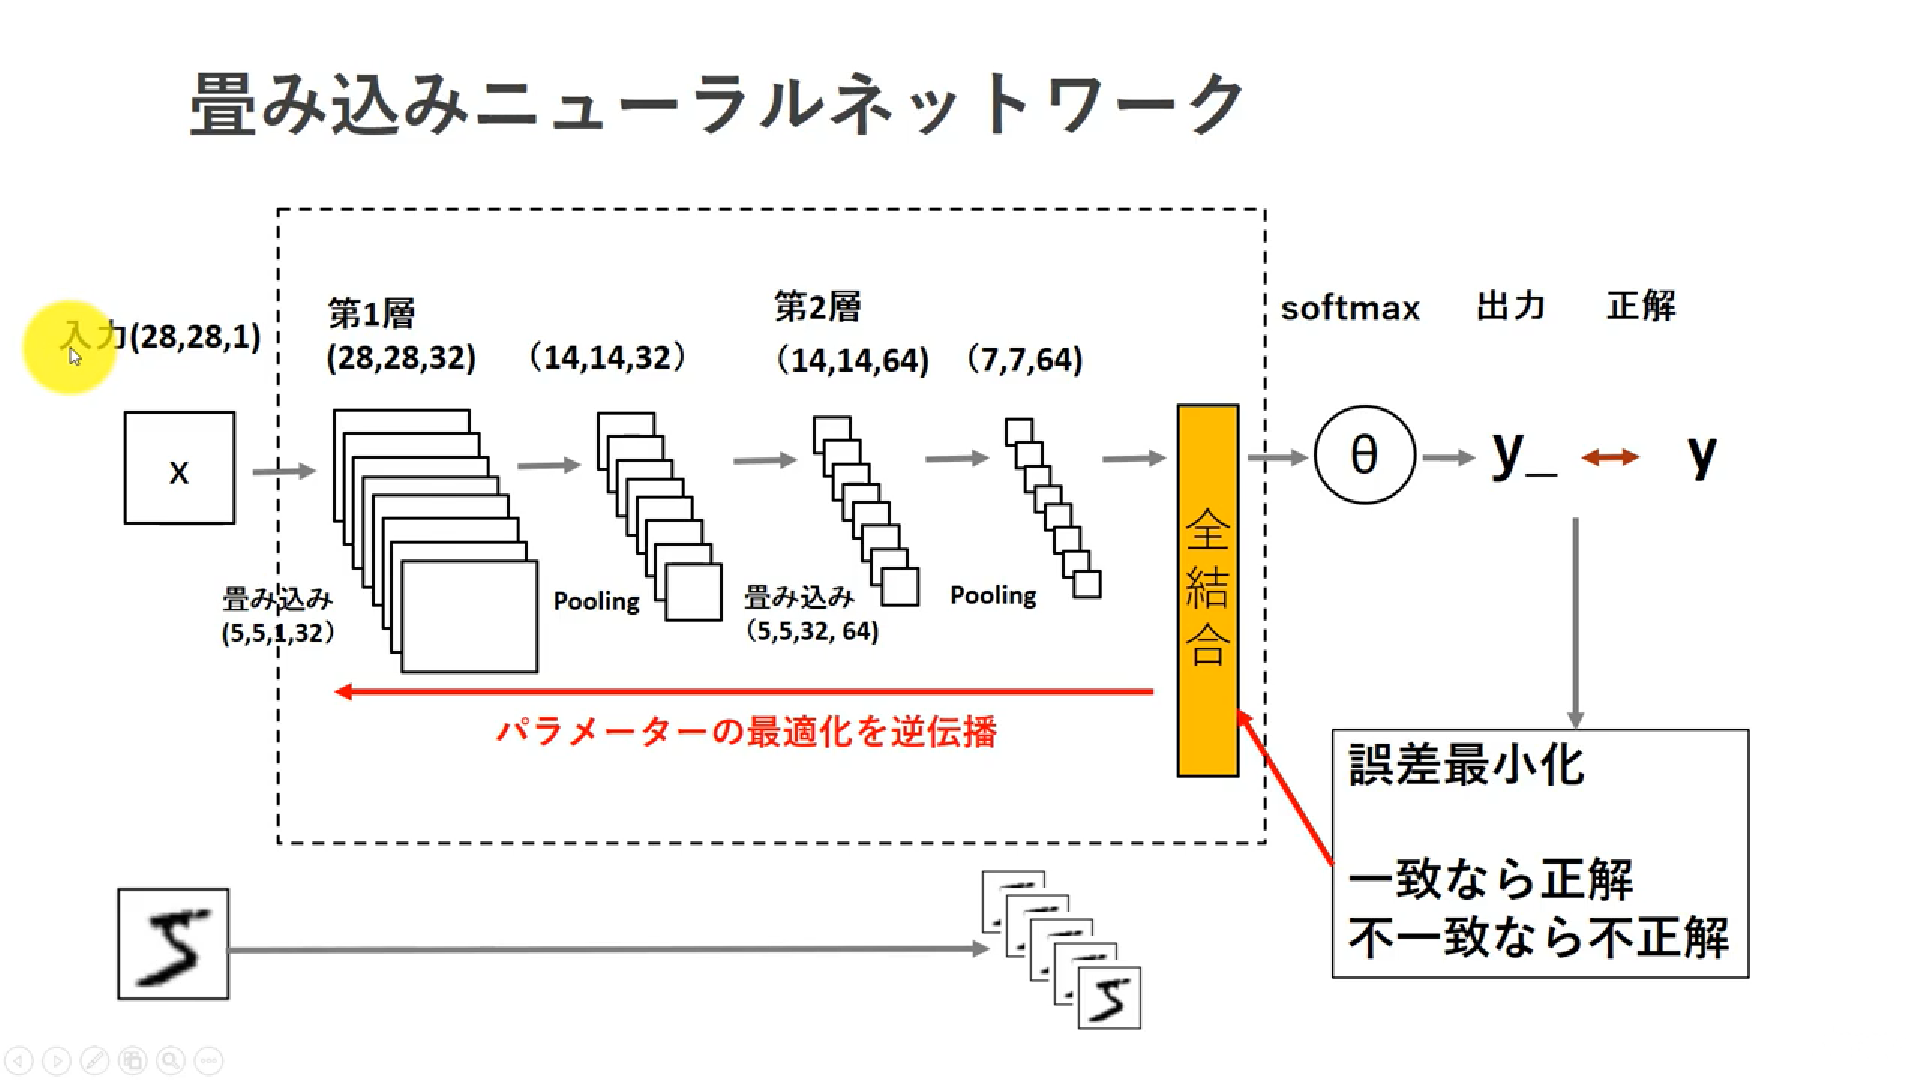 畳み込みニューラルネットワーク
入力(28,28,1)
第1層
(28,28,32)
（14,14,32）
第2層
（14,14,64)
（7,7,64)
softmax
出力
正解
x
θ
y_
y
畳み込み
(5,5,1,32）
Pooling
畳み込み
（5,5,32, 64)
Pooling
全結合
パラメーターの最適化を逆伝播
誤差最小化
一致なら正解
不一致なら不正解
5
5